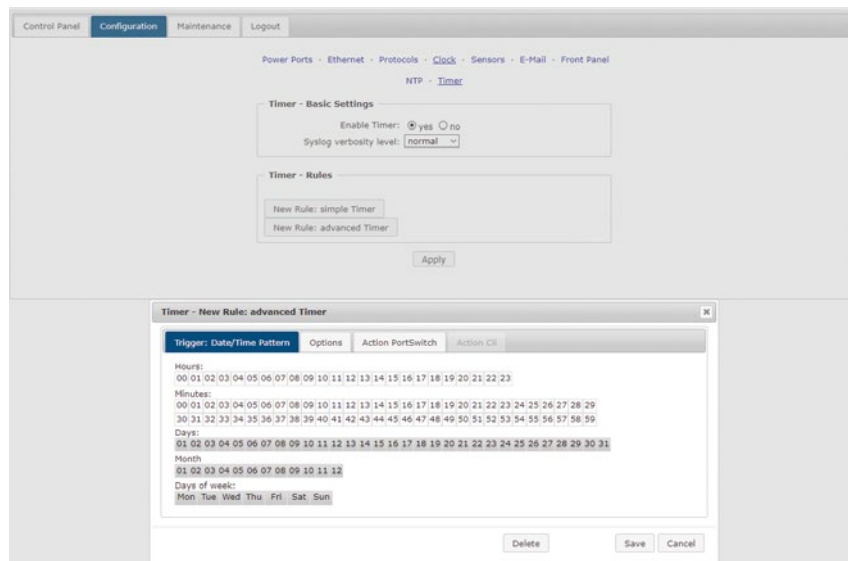 Control Panel Configuration Maintenance Logout
Power Ports · Ethernet · Protocols · Clock · Sensors · E-Mail · Front Panel
NTP · Timer
Timer - Basic Settings
Enable Timer: yes no
Syslog verbosity level: normal
Timer - Rules
New Rule: simple Timer
New Rule: advanced Timer
Apply
Timer - New Rule: advanced Timer
Trigger: Date/Time Pattern Options Action PortSwitch Action Cli
Hours:
00 01 02 03 04 05 06 07 08 09 10 11 12 13 14 15 16 17 18 19 20 21 22 23
Minutes:
00 01 02 03 04 05 06 07 08 09 10 11 12 13 14 15 16 17 18 19 20 21 22 23 24 25 26 27 28 29
30 31 32 33 34 35 36 37 38 39 40 41 42 43 44 45 46 47 48 49 50 51 52 53 54 55 56 57 58 59
Days:
01 02 03 04 05 06 07 08 09 10 11 12 13 14 15 16 17 18 19 20 21 22 23 24 25 26 27 28 29 30 31
Month
01 02 03 04 05 06 07 08 09 10 11 12
Days of week:
Mon Tue Wed Thu Fri Sat Sun
Delete Save Cancel